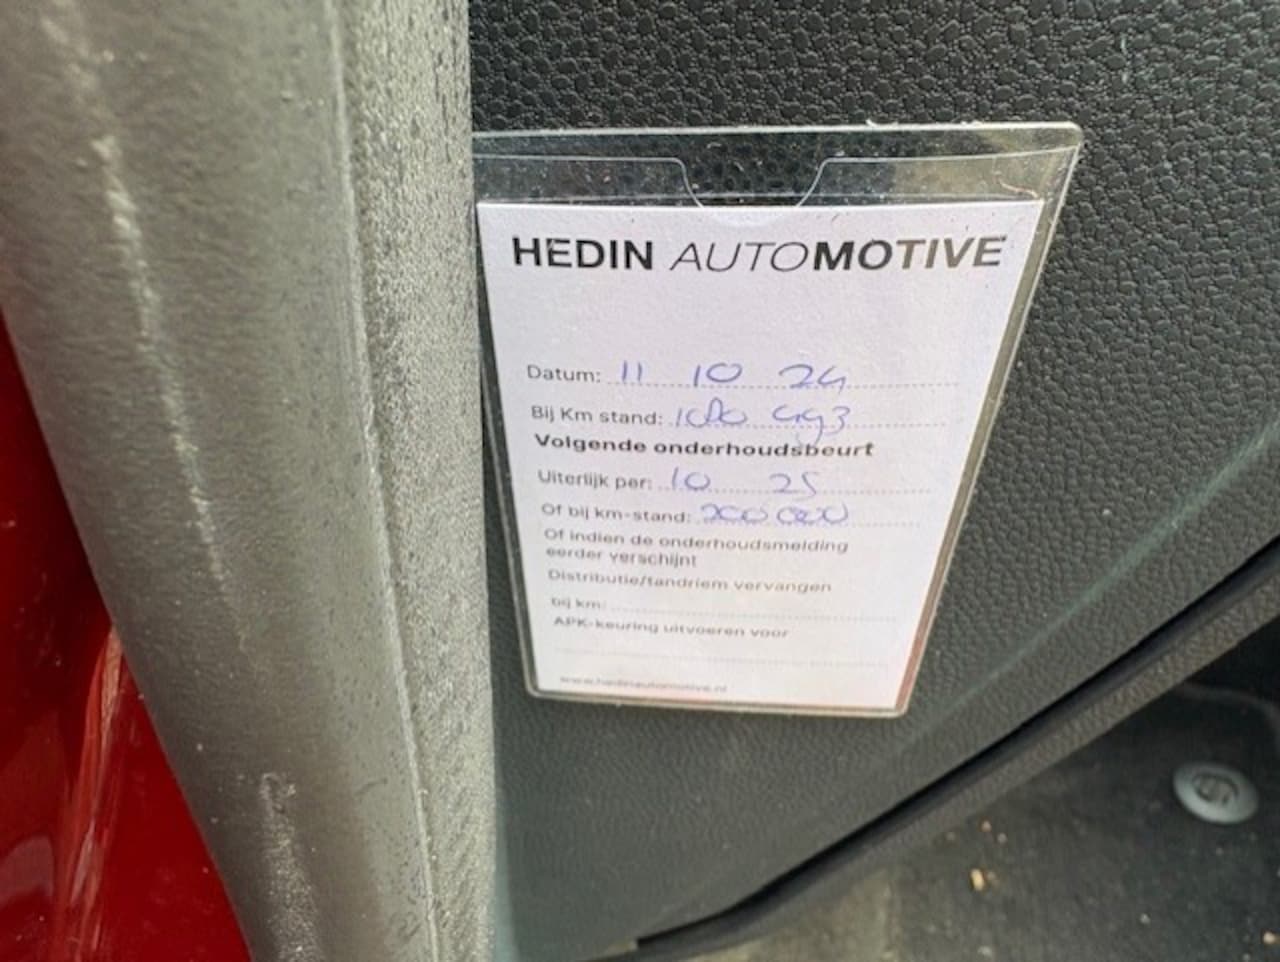 HEDIN AUTOMOTIVE
Datum: 11 10 24
Bij Km stand: 180 493
Volgende onderhoudsbeurt
Uiterlijk per: 10 25
Of bij km-stand: 200 000
Of indien de onderhoudsmelding
eerder verschijnt
Distributie/tandriem vervangen
bij km:
APK-keuring uitvoeren voor
www.hedinautomotive.nl